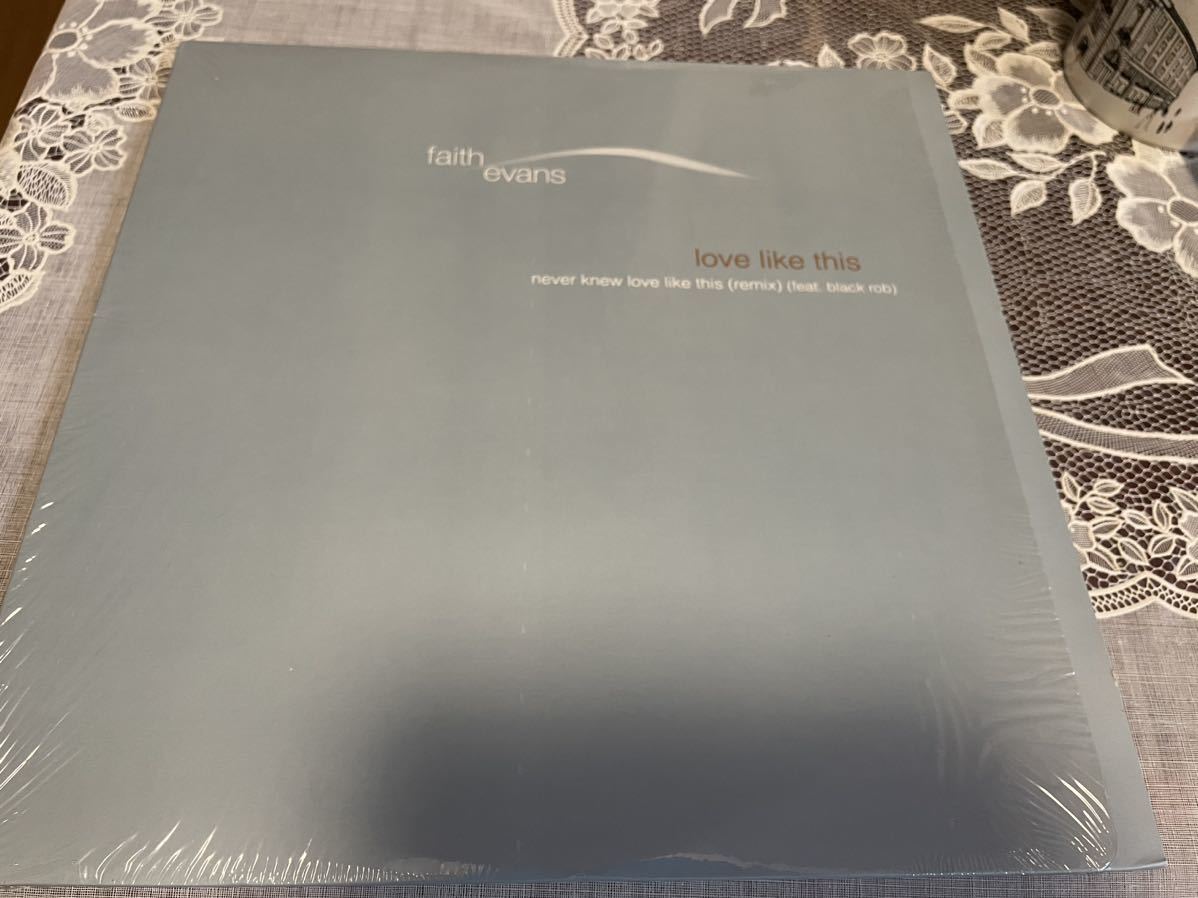 faith
evans
love like this
never knew love like this (remix) (feat. black rob)